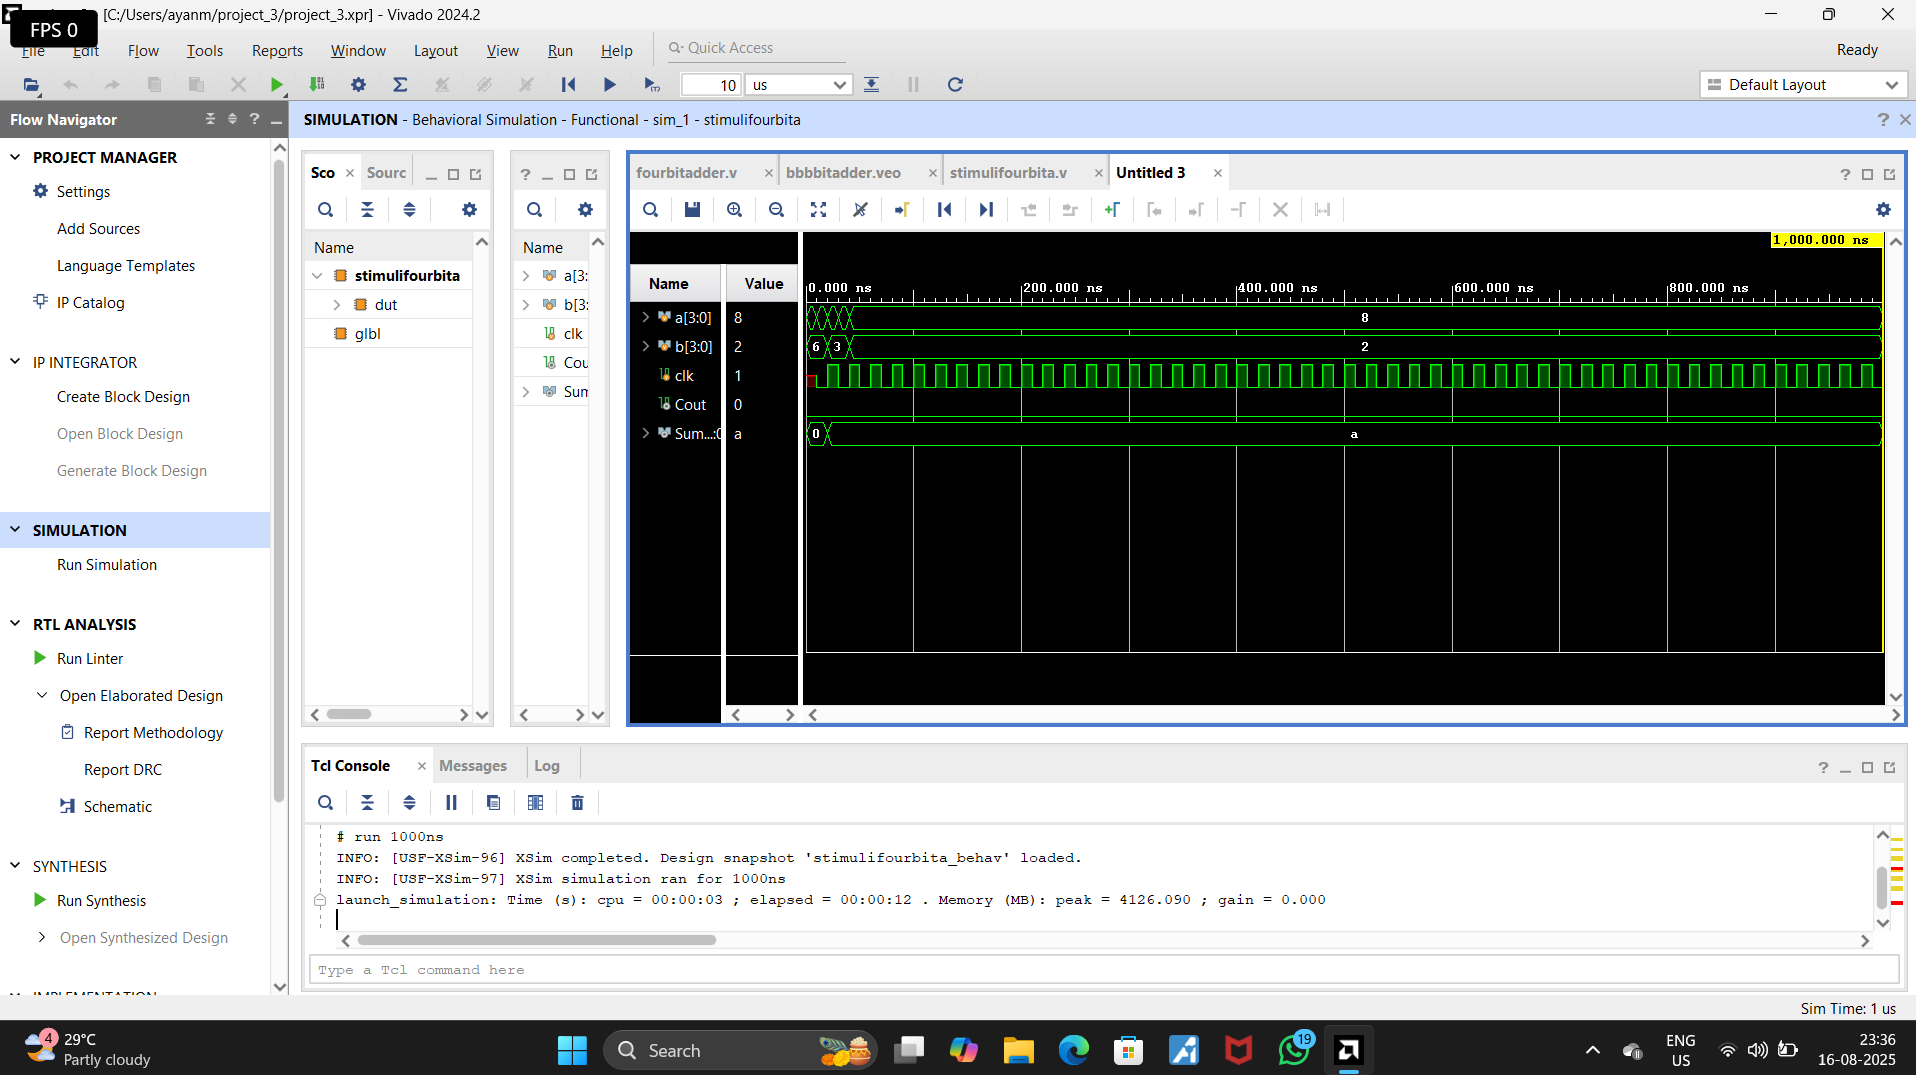 [C:/Users/ayanm/project_3/project_3.xpr] - Vivado 2024.2
FPS 0
File Edit Flow Tools Reports Window Layout View Run Help
Quick Access
Ready
10 us
Default Layout
Flow Navigator
SIMULATION - Behavioral Simulation - Functional - sim_1 - stimulifourbita
PROJECT MANAGER
Settings
Add Sources
Language Templates
IP Catalog
IP INTEGRATOR
Create Block Design
Open Block Design
Generate Block Design
SIMULATION
Run Simulation
RTL ANALYSIS
Run Linter
Open Elaborated Design
Report Methodology
Report DRC
Schematic
SYNTHESIS
Run Synthesis
Open Synthesized Design
IMPLEMENTATION
Sco Sourc
Name
stimulifourbita
dut
glbl
Name
a[3:
b[3:
clk
Cou
Sum
fourbitadder.v bbbbitadder.veo stimulifourbita.v Untitled 3
1,000.000 ns
Name Value
0.000 ns 200.000 ns 400.000 ns 600.000 ns 800.000 ns
a[3:0] 8 8
b[3:0] 2 6 3 2
clk 1
Cout 0
Sum...:0 a 0 a
Tcl Console Messages Log
# run 1000ns
INFO: [USF-XSim-96] XSim completed. Design snapshot 'stimulifourbita_behav' loaded.
INFO: [USF-XSim-97] XSim simulation ran for 1000ns
launch_simulation: Time (s): cpu = 00:00:03 ; elapsed = 00:00:12 . Memory (MB): peak = 4126.090 ; gain = 0.000
Type a Tcl command here
Sim Time: 1 us
4
29°C
Partly cloudy
Search
19
ENG
US
23:36
16-08-2025